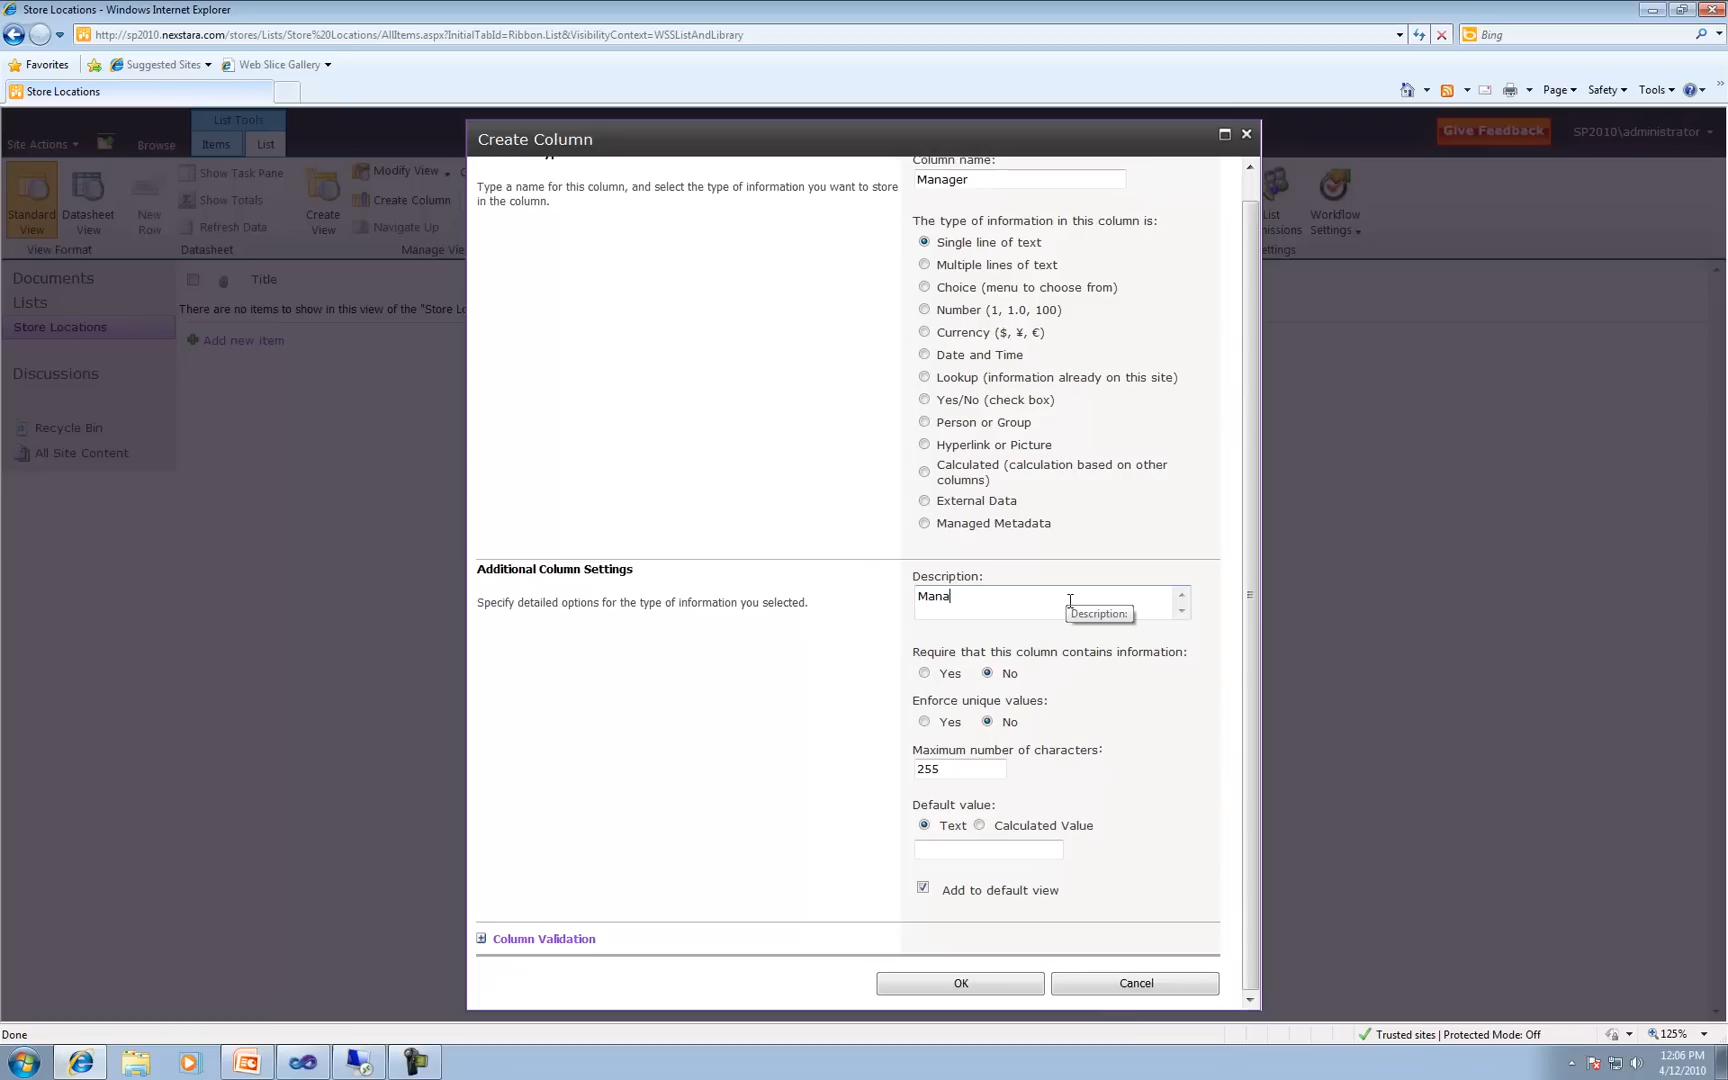 Store Locations - Windows Internet Explorer
http://sp2010.nexstara.com/stores/Lists/Store%20Locations/AllItems.aspx?InitialTabId=Ribbon.List&VisibilityContext=WSSListAndLibrary
Bing
Favorites
Suggested Sites
Web Slice Gallery
Store Locations
Page
Safety
Tools
List Tools
Site Actions
Browse
Items
List
Give Feedback
SP2010\administrator
Standard View
Datasheet View
New Row
Show Task Pane
Show Totals
Refresh Data
Create View
Modify View
Create Column
Navigate Up
List
Workflow Settings
View Format
Datasheet
Manage
Documents
Lists
Store Locations
Discussions
Recycle Bin
All Site Content
Title
There are no items to show in this view of the "Store
Add new item
Create Column
Type a name for this column, and select the type of information you want to store
in the column.
Column name:
Manager
The type of information in this column is:
Single line of text
Multiple lines of text
Choice (menu to choose from)
Number (1, 1.0, 100)
Currency ($, ¥, €)
Date and Time
Lookup (information already on this site)
Yes/No (check box)
Person or Group
Hyperlink or Picture
Calculated (calculation based on other
columns)
External Data
Managed Metadata
Additional Column Settings
Specify detailed options for the type of information you selected.
Description:
Mana
Description:
Require that this column contains information:
Yes No
Enforce unique values:
Yes No
Maximum number of characters:
255
Default value:
Text Calculated Value
Add to default view
Column Validation
OK
Cancel
Done
Trusted sites | Protected Mode: Off
125%
12:06 PM
4/12/2010